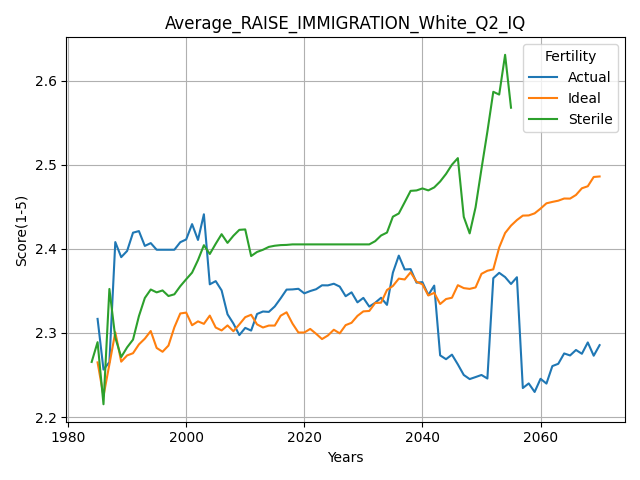 Average_RAISE_IMMIGRATION_White_Q2_IQ
Fertility
Actual
Ideal
Sterile
Score(1-5)
2.6
2.5
2.4
2.3
2.2
1980
2000
2020
2040
2060
Years